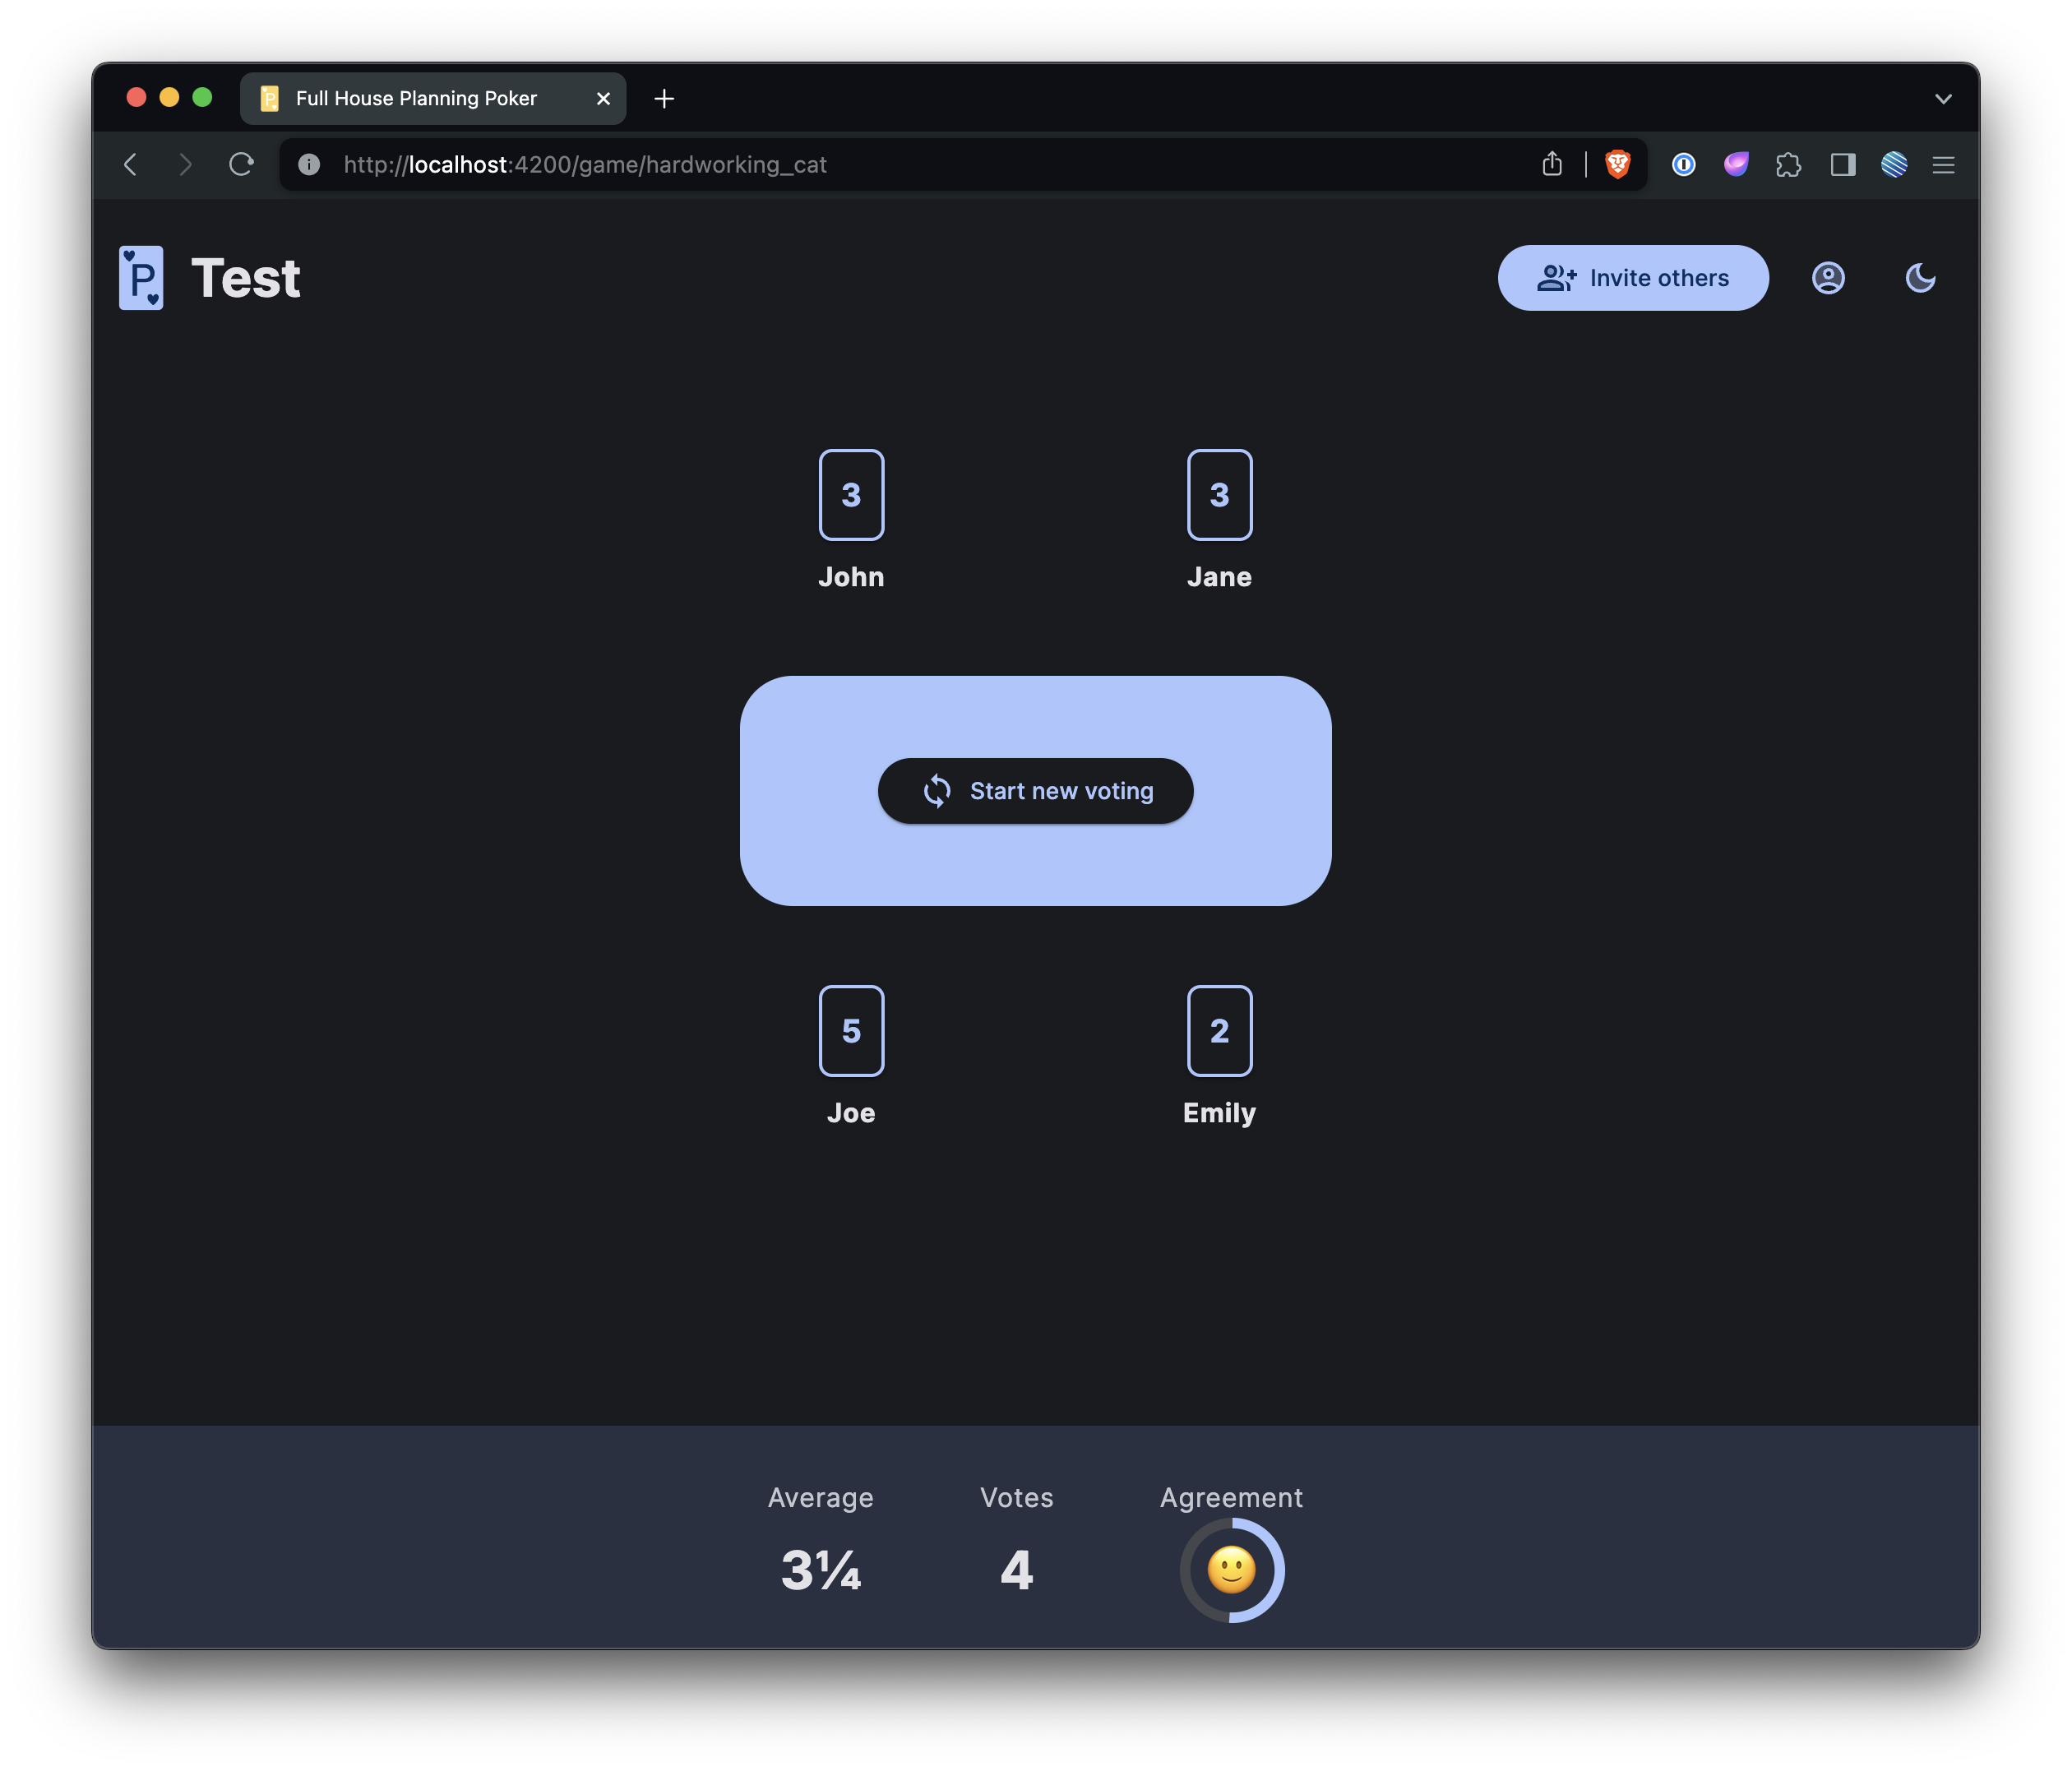 Full House Planning Poker
http://localhost:4200/game/hardworking_cat
P
Test
Invite others
3
3
John
Jane
Start new voting
5
2
Joe
Emily
Average
Votes
Agreement
3¼
4